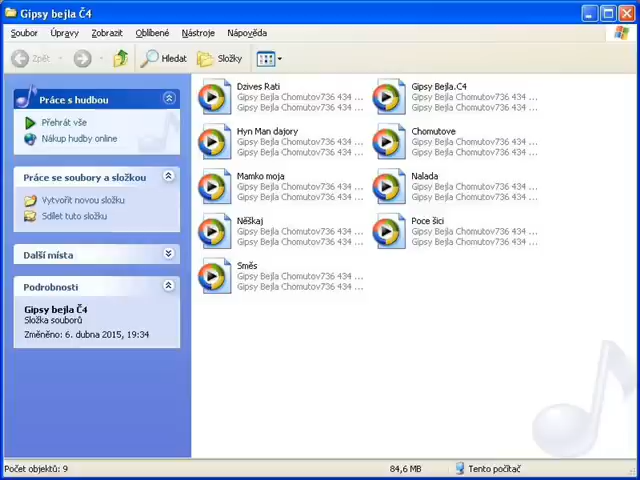 Gipsy bejla Č4
Soubor Úpravy Zobrazit Oblíbené Nástroje Nápověda
Zpět Hledat Složky
Práce s hudbou
Přehrát vše
Nákup hudby online
Práce se soubory a složkou
Vytvořit novou složku
Sdílet tuto složku
Další místa
Podrobnosti
Gipsy bejla Č4
Složka souborů
Změněno: 6. dubna 2015, 19:34
Dzives Rati
Gipsy Bejla Chomutov736 434 ...
Gipsy Bejla Chomutov736 434 ...
Gipsy Bejla.C4
Gipsy Bejla Chomutov736 434 ...
Gipsy Bejla Chomutov736 434 ...
Hyn Man dajory
Gipsy Bejla Chomutov736 434 ...
Gipsy Bejla Chomutov736 434 ...
Chomutove
Gipsy Bejla Chomutov736 434 ...
Gipsy Bejla Chomutov736 434 ...
Mamko moja
Gipsy Bejla Chomutov736 434 ...
Gipsy Bejla Chomutov736 434 ...
Nalada
Gipsy Bejla Chomutov736 434 ...
Gipsy Bejla Chomutov736 434 ...
Něškaj
Gipsy Bejla Chomutov736 434 ...
Gipsy Bejla Chomutov736 434 ...
Poce šici
Gipsy Bejla Chomutov736 434 ...
Gipsy Bejla Chomutov736 434 ...
Směs
Gipsy Bejla Chomutov736 434 ...
Gipsy Bejla Chomutov736 434 ...
Počet objektů: 9 84,6 MB Tento počítač